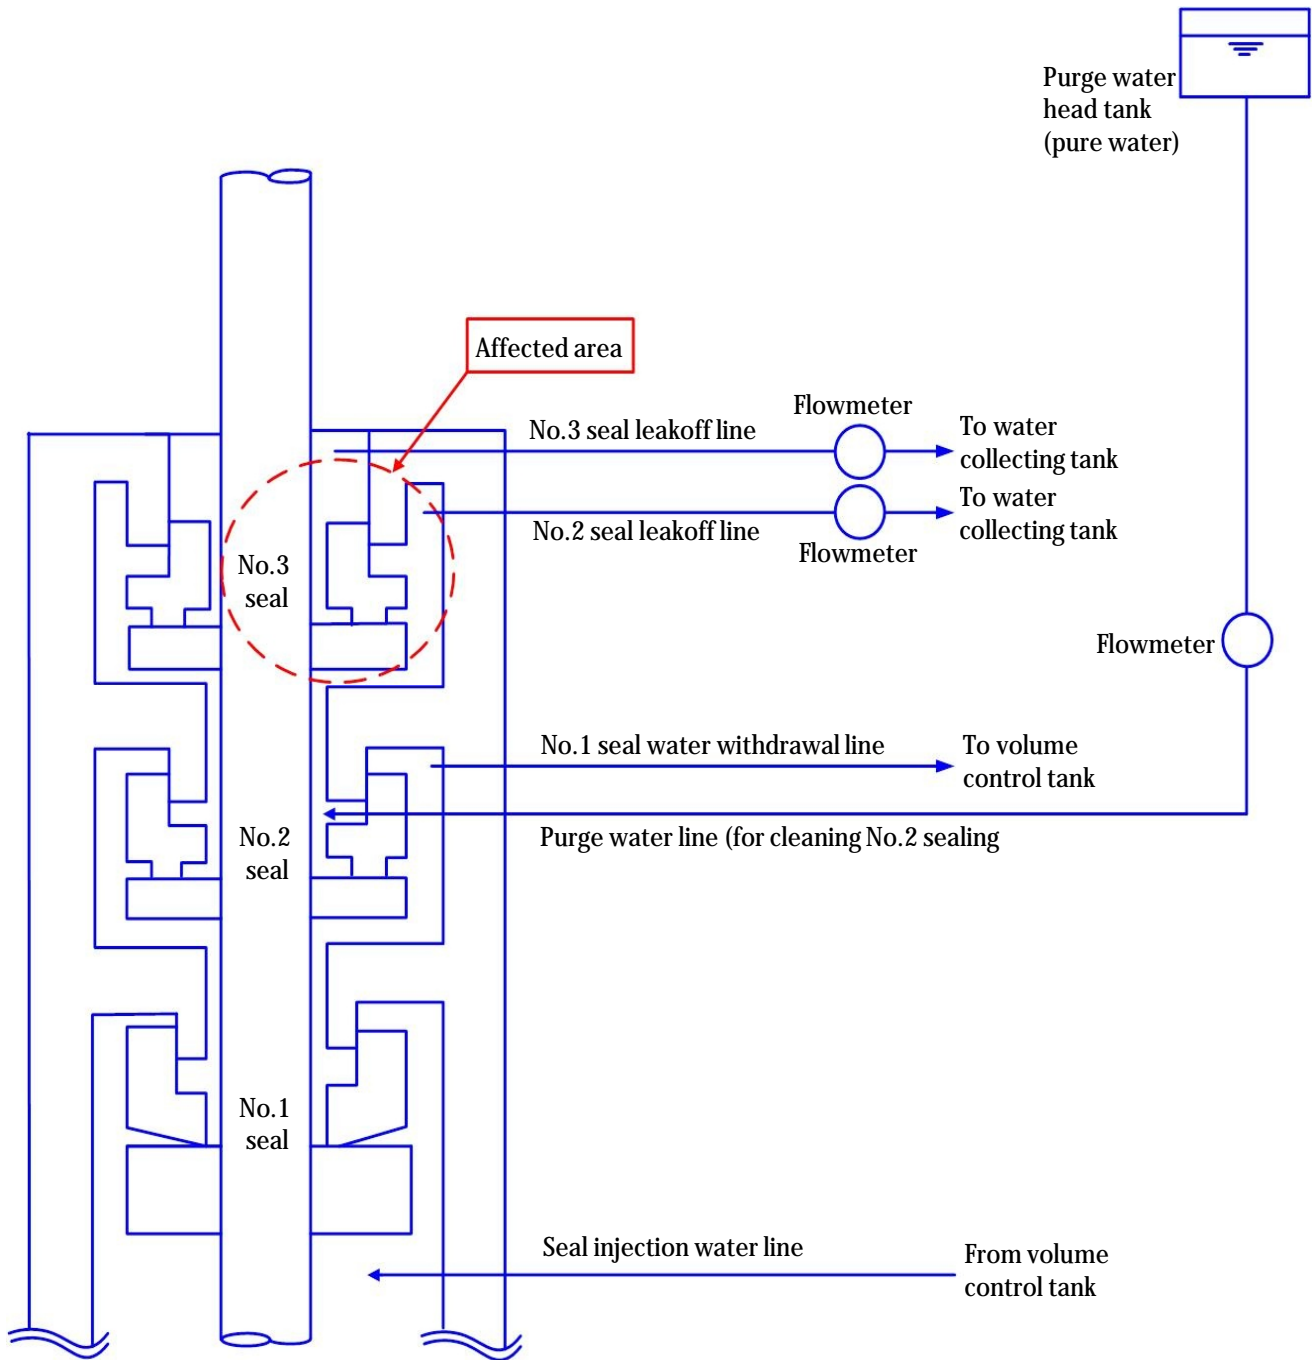 Purge water
head tank
(pure water)
Affected area
Flowmeter
No.3 seal leakoff line
To water
collecting tank
No.2 seal leakoff line
To water
collecting tank
Flowmeter
No.3
seal
Flowmeter
No.1 seal water withdrawal line
To volume
control tank
No.2
seal
Purge water line (for cleaning No.2 sealing
No.1
seal
Seal injection water line
From volume
control tank